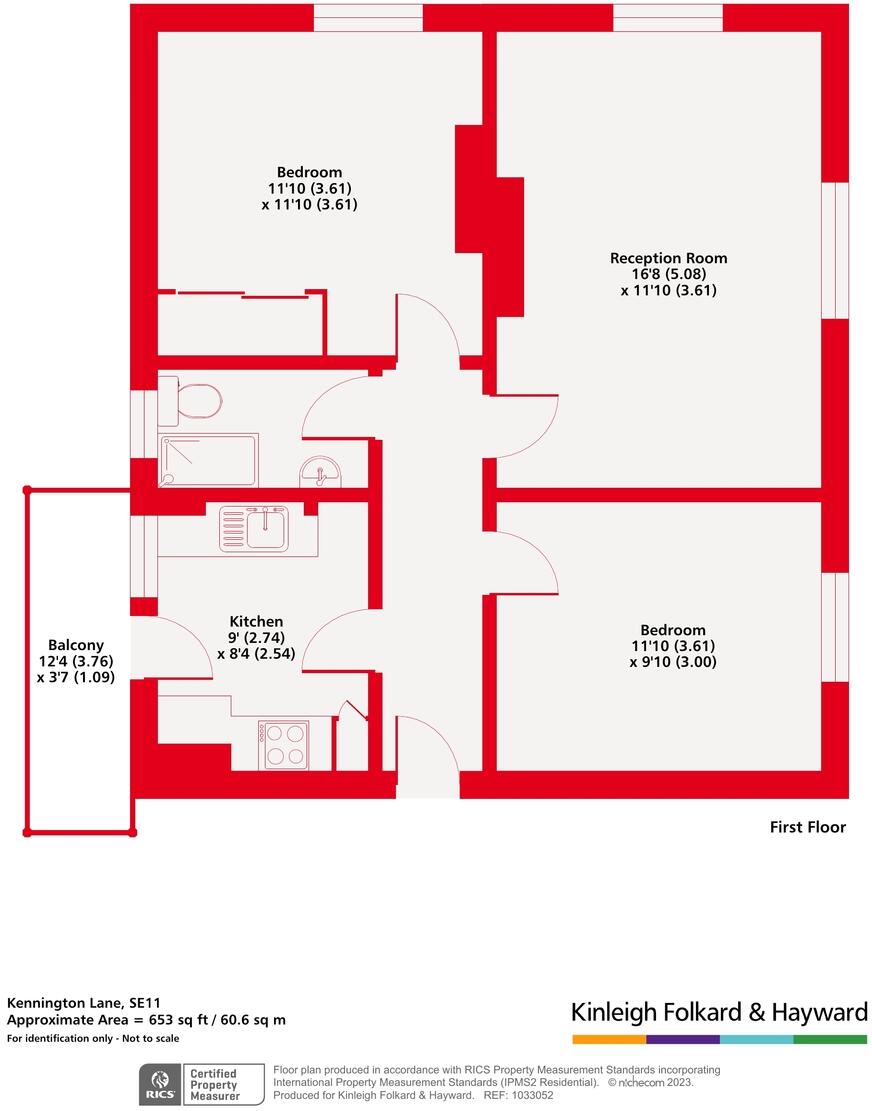 Bedroom
11'10 (3.61)
x 11'10 (3.61)
Reception Room
16'8 (5.08)
x 11'10 (3.61)
Kitchen
9' (2.74)
x 8'4 (2.54)
Balcony
12'4 (3.76)
x 3'7 (1.09)
Bedroom
11'10 (3.61)
x 9'10 (3.00)
First Floor
Kennington Lane, SE11
Approximate Area = 653 sq ft / 60.6 sq m
For identification only - Not to scale
Kinleigh Folkard & Hayward
RICS
Certified
Property
Measurer
Floor plan produced in accordance with RICS Property Measurement Standards incorporating
International Property Measurement Standards (IPMS2 Residential). © nichecom 2023.
Produced for Kinleigh Folkard & Hayward. REF: 1033052